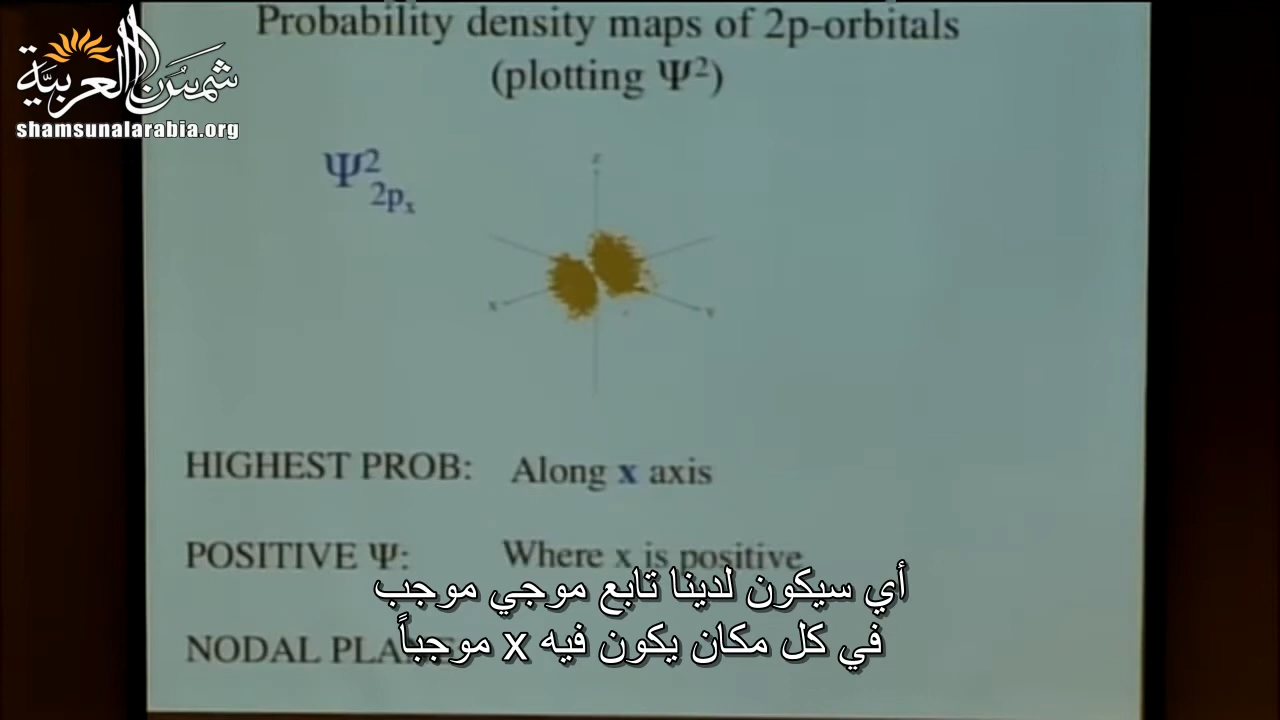 Probability density maps of 2p-orbitals
(plotting Ψ²)
شمس العربية
shamsunalarabia.org
Ψ²2pₓ
z
x
Y
HIGHEST PROB: Along x axis
POSITIVE Ψ: Where x is positive
أي سيكون لدينا تابع موجي موجب
في كل مكان يكون فيه x موجباً
NODAL